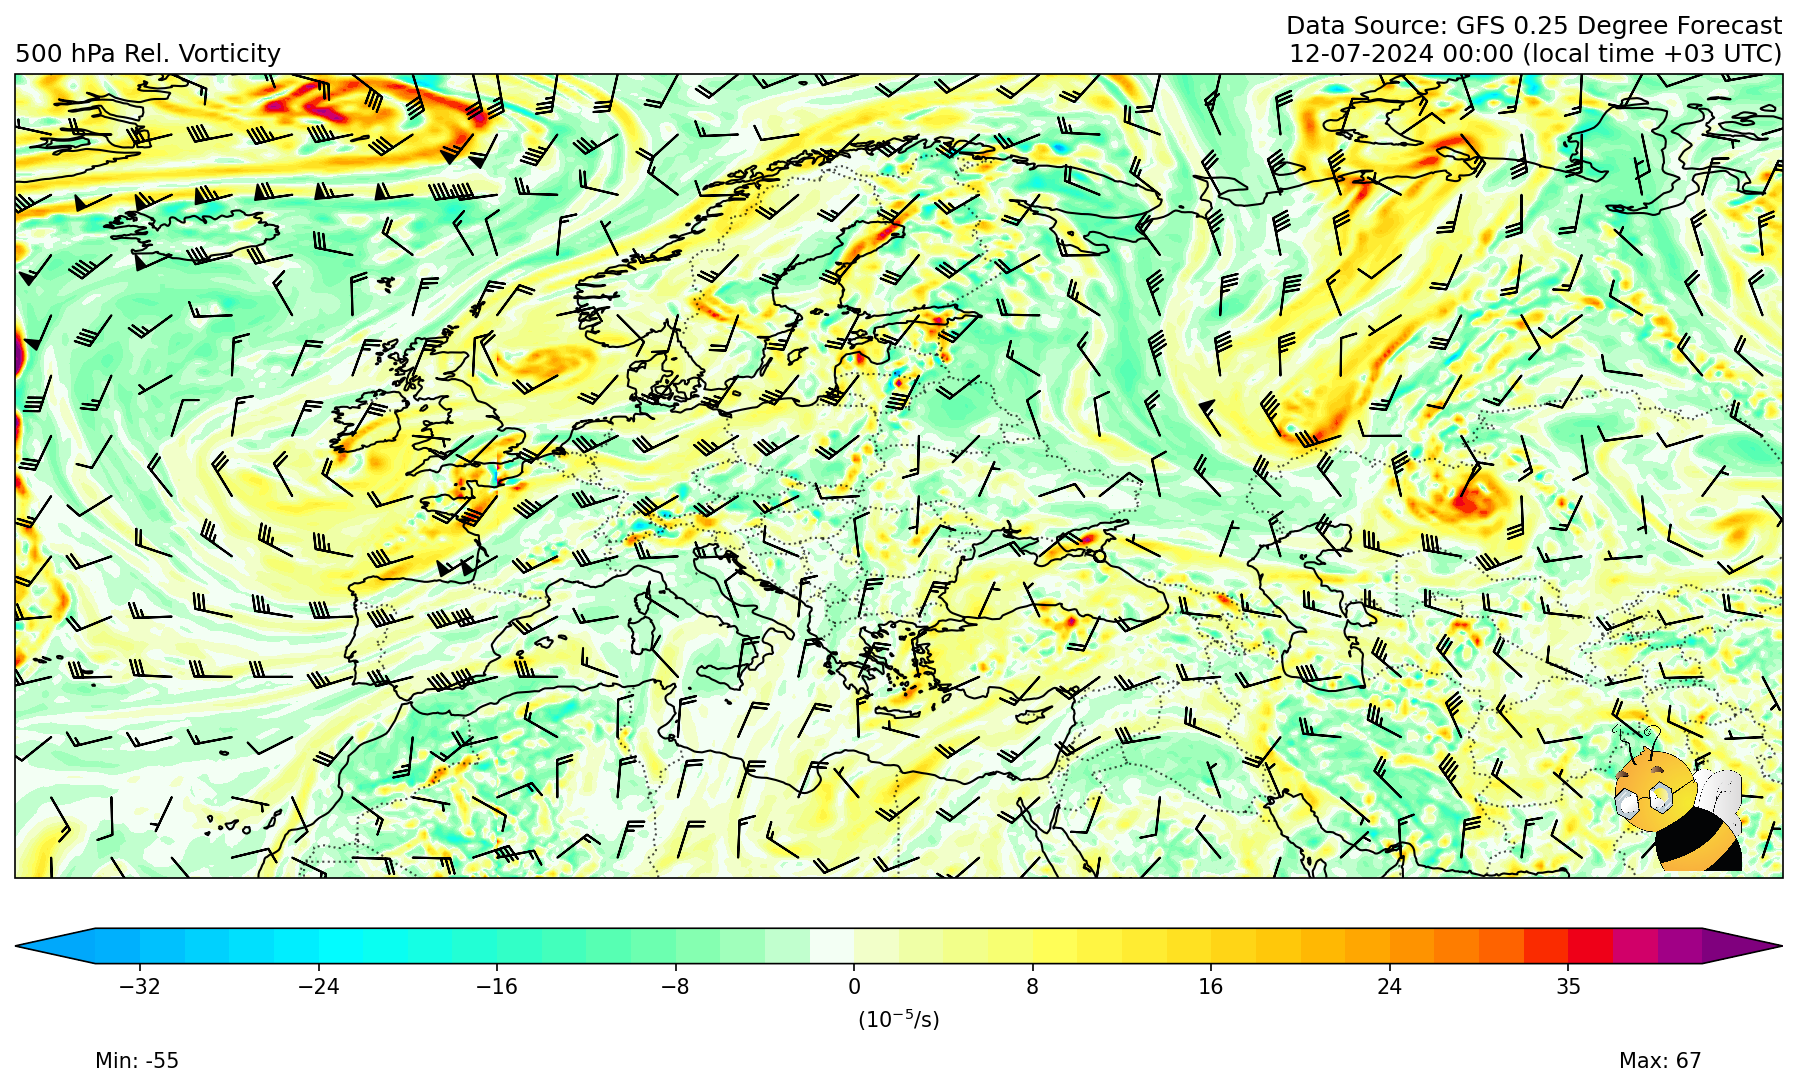 Data Source: GFS 0.25 Degree Forecast
500 hPa Rel. Vorticity
12-07-2024 00:00 (local time +03 UTC)
−32 −24 −16 −8 0 8 16 24 35
(10⁻⁵/s)
Min: -55
Max: 67